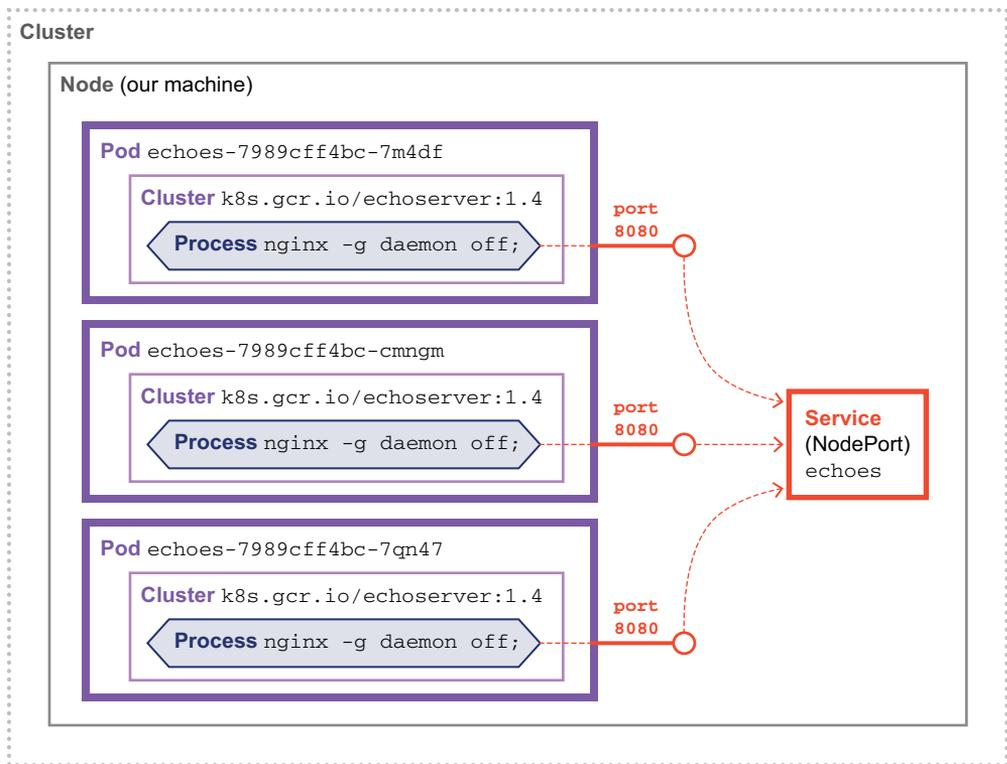 Cluster
Node (our machine)
Pod echoes-7989cff4bc-7m4df
Cluster k8s.gcr.io/echoserver:1.4
Process nginx -g daemon off;
port
8080
Pod echoes-7989cff4bc-cmngm
Cluster k8s.gcr.io/echoserver:1.4
Process nginx -g daemon off;
port
8080
Service
(NodePort)
echoes
Pod echoes-7989cff4bc-7qn47
Cluster k8s.gcr.io/echoserver:1.4
Process nginx -g daemon off;
port
8080